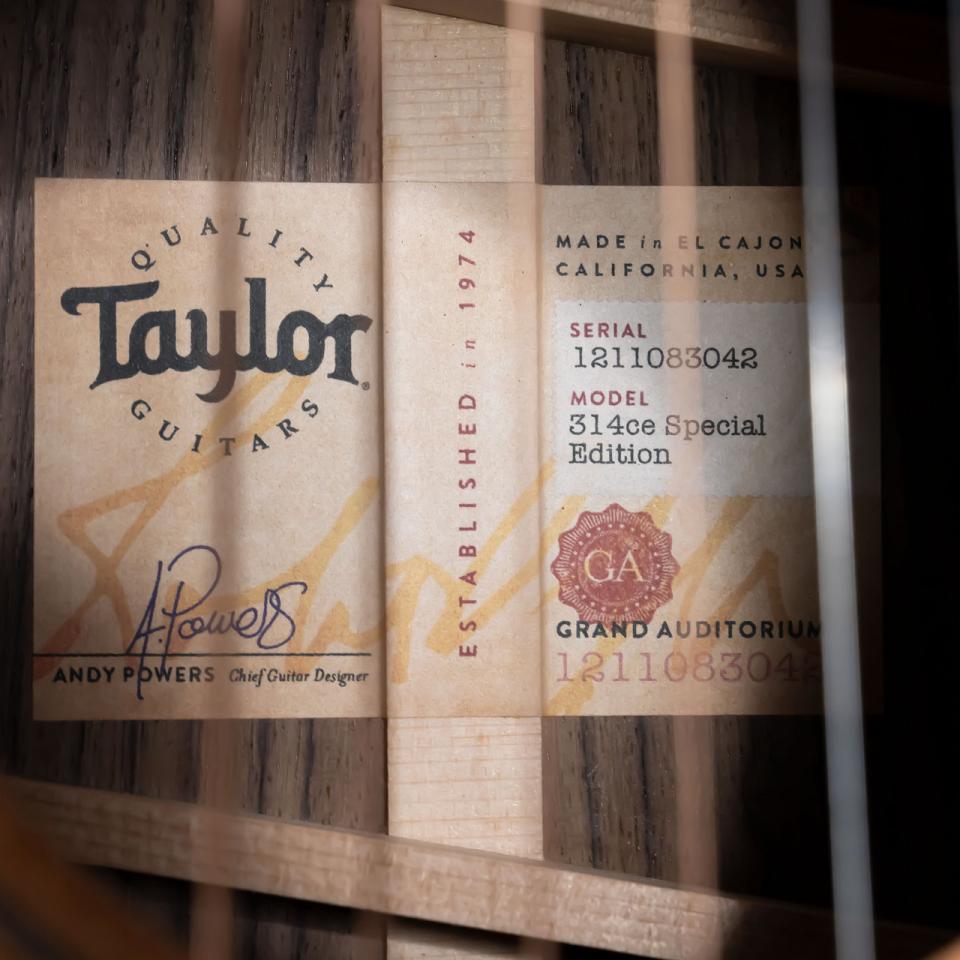 QUALITY
Taylor®
GUITARS
A. Powers
ANDY POWERS Chief Guitar Designer
ESTABLISHED in 1974
MADE in EL CAJON
CALIFORNIA, USA
SERIAL
1211083042
MODEL
314ce Special
Edition
GA
GRAND AUDITORIUM
1211083042